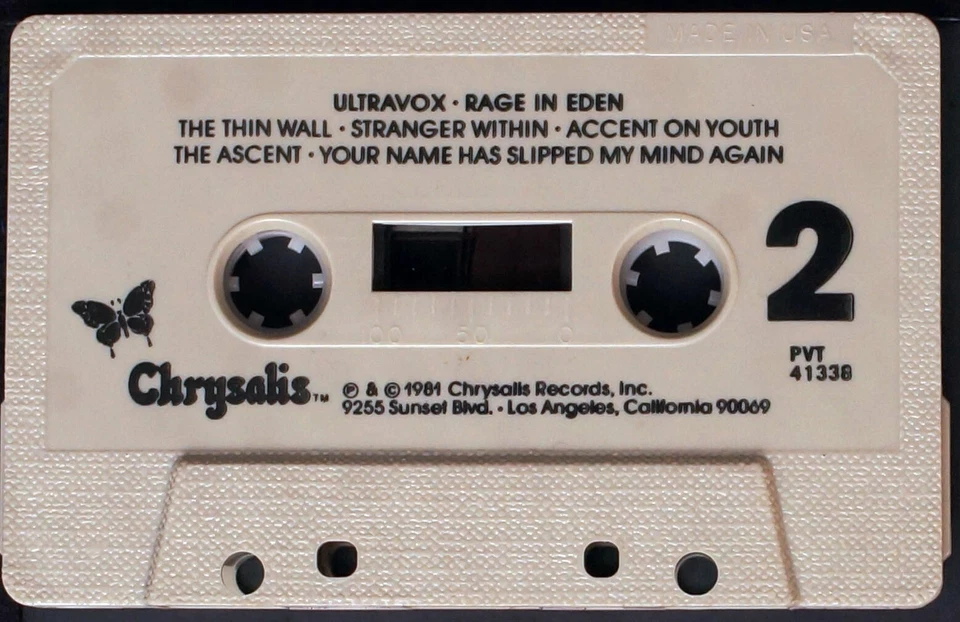 MADE IN USA
ULTRAVOX · RAGE IN EDEN
THE THIN WALL · STRANGER WITHIN · ACCENT ON YOUTH
THE ASCENT · YOUR NAME HAS SLIPPED MY MIND AGAIN
2
100 50 0
PVT
41338
Chrysalis™
℗ & © 1981 Chrysalis Records, Inc.
9255 Sunset Blvd. · Los Angeles, California 90069